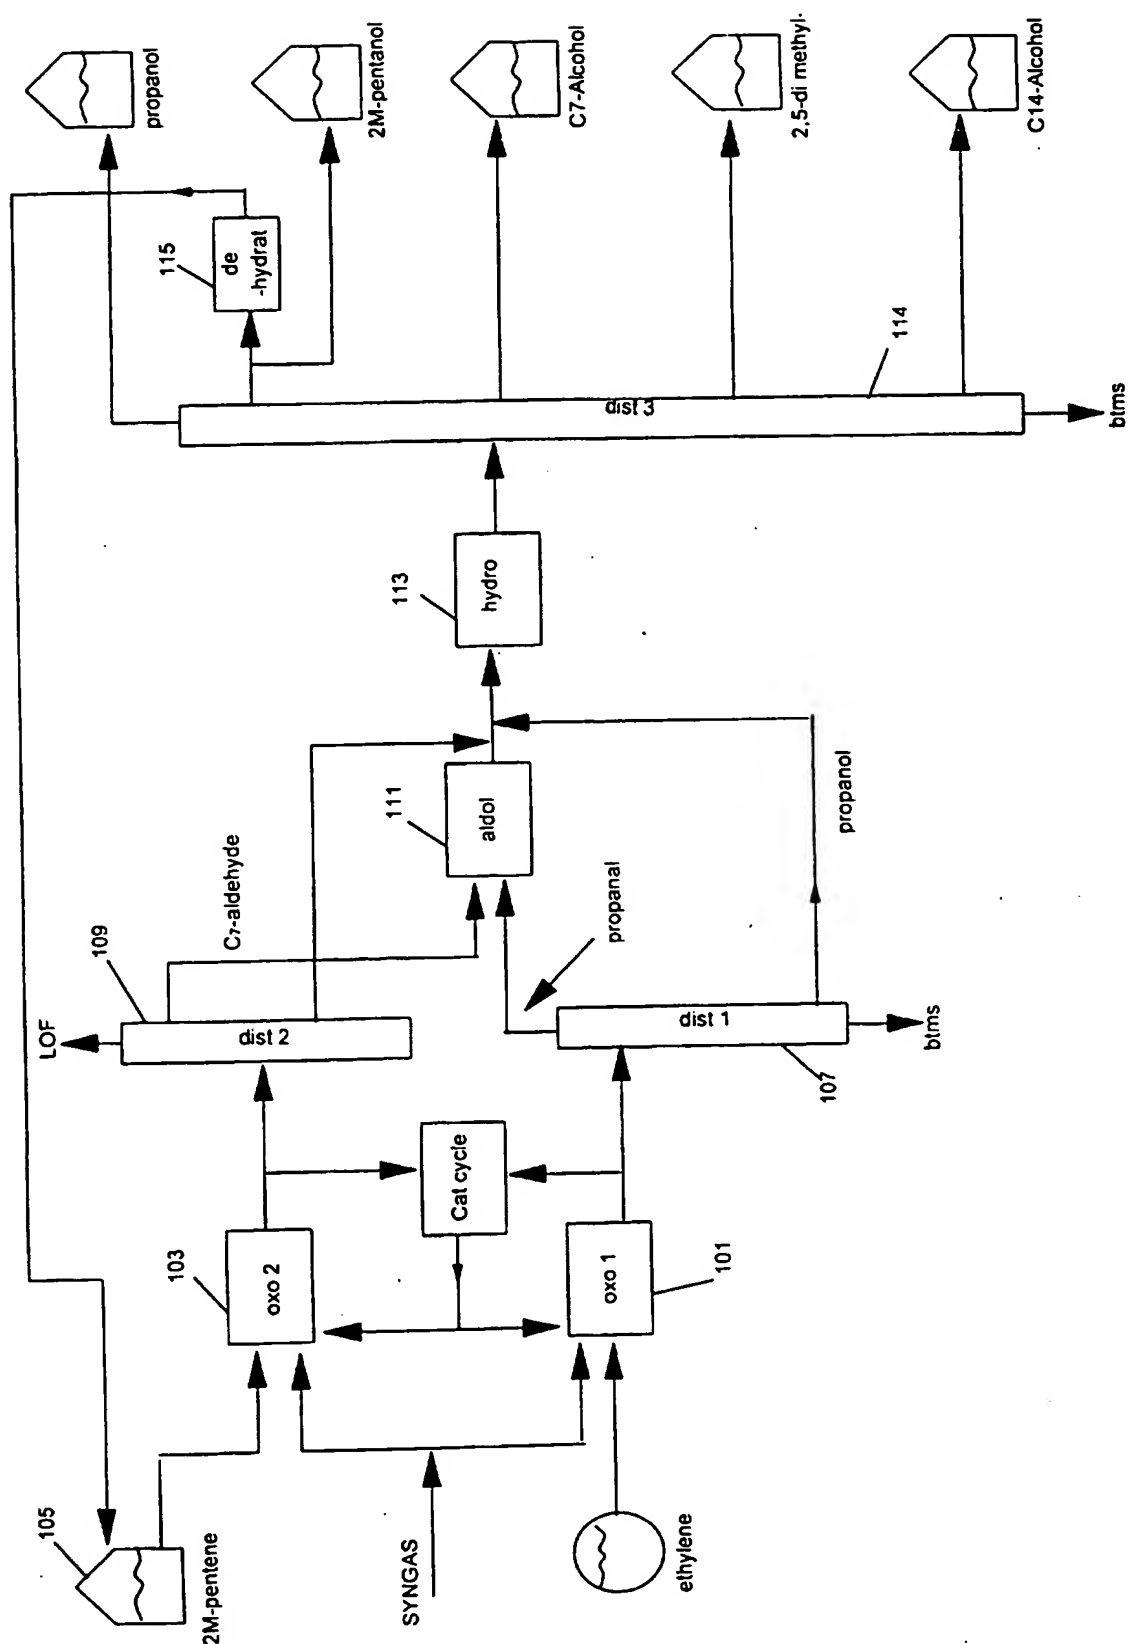 propanol
2M-pentanol
C7-Alcohol
2,5-di methyl-
C14-Alcohol
115
de
-hydrat
dist 3
114
btms
113
hydro
111
aldol
C7-aldehyde
propanal
propanol
109
LOF
dist 2
dist 1
107
btms
Cat cycle
103
oxo 2
oxo 1
101
105
2M-pentene
SYNGAS
ethylene